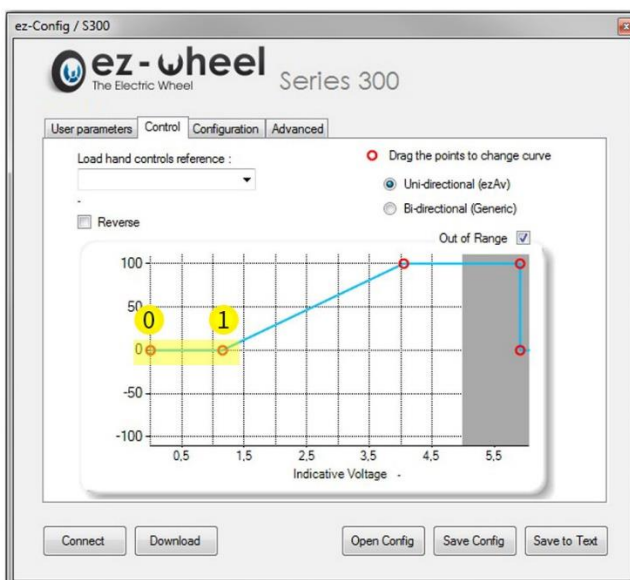 ez-Config / S300
ez-wheel
The Electric Wheel
Series 300
User parameters Control Configuration Advanced
Load hand controls reference :
Drag the points to change curve
Uni-directional (ezAv)
-
Bi-directional (Generic)
Reverse
Out of Range
100
50
0 1
0
-50
-100
0,5 1,5 2,5 3,5 4,5 5,5
Indicative Voltage -
Connect Download Open Config Save Config Save to Text